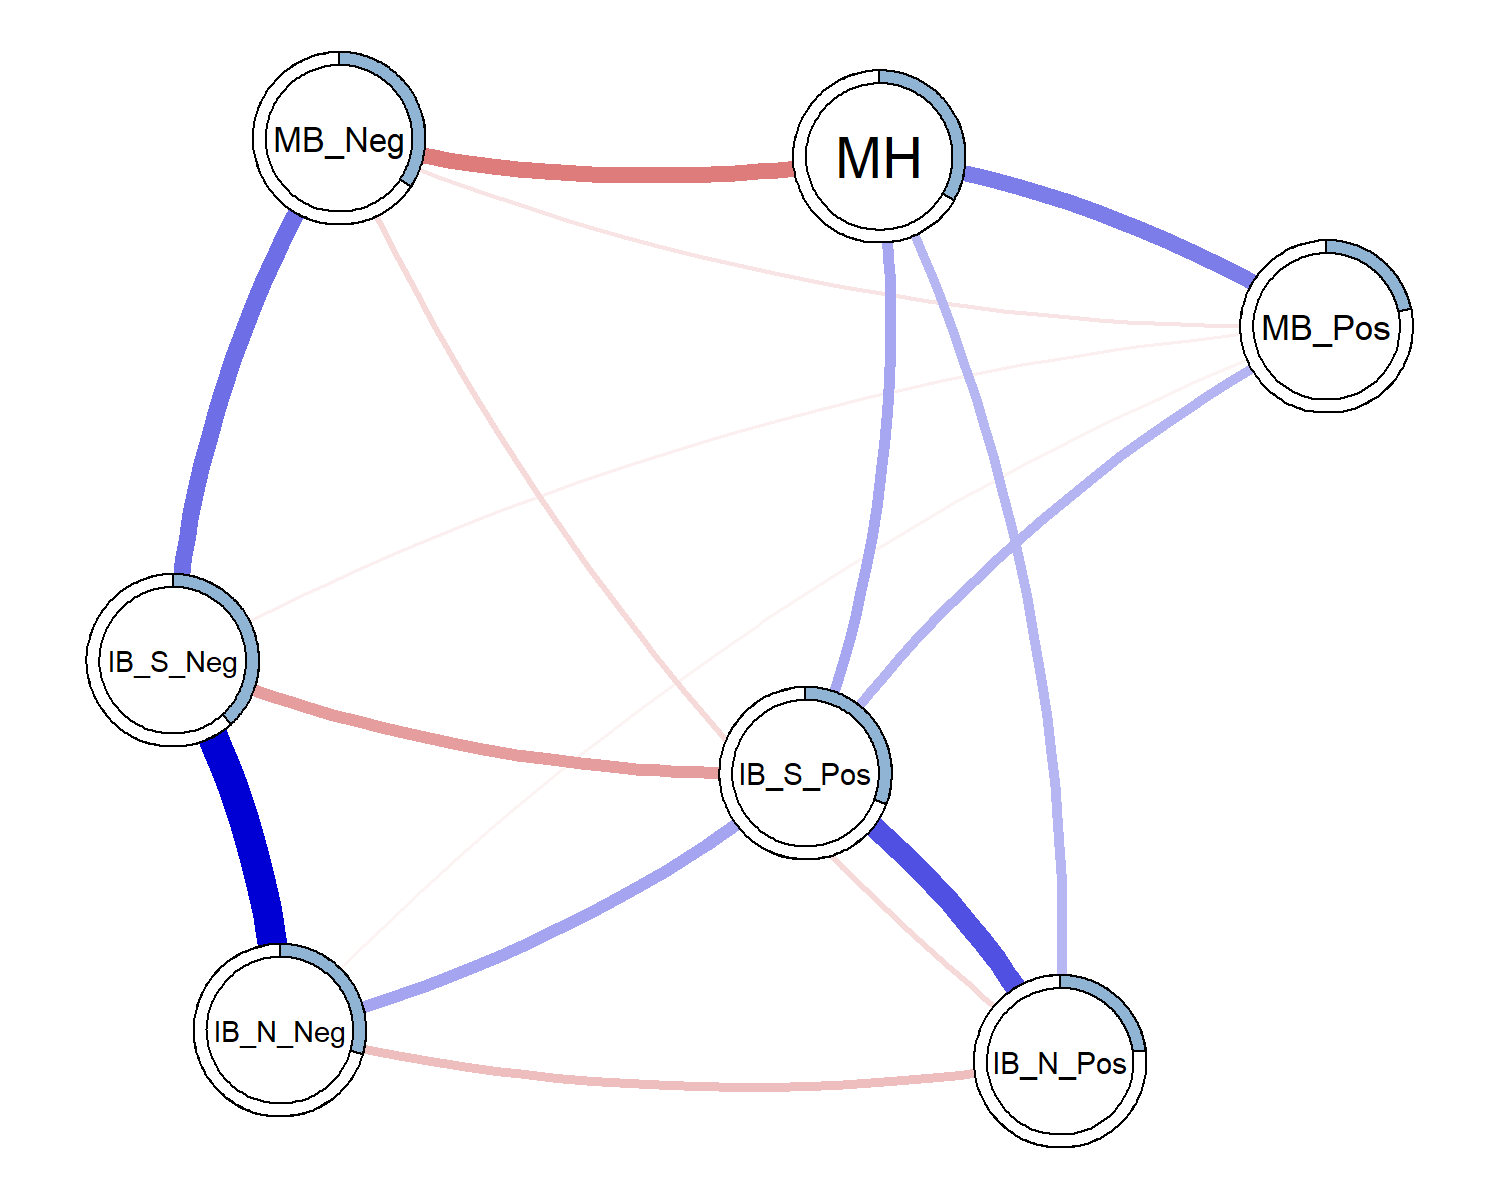 MB_Neg
MH
MB_Pos
IB_S_Neg
IB_S_Pos
IB_N_Neg
IB_N_Pos